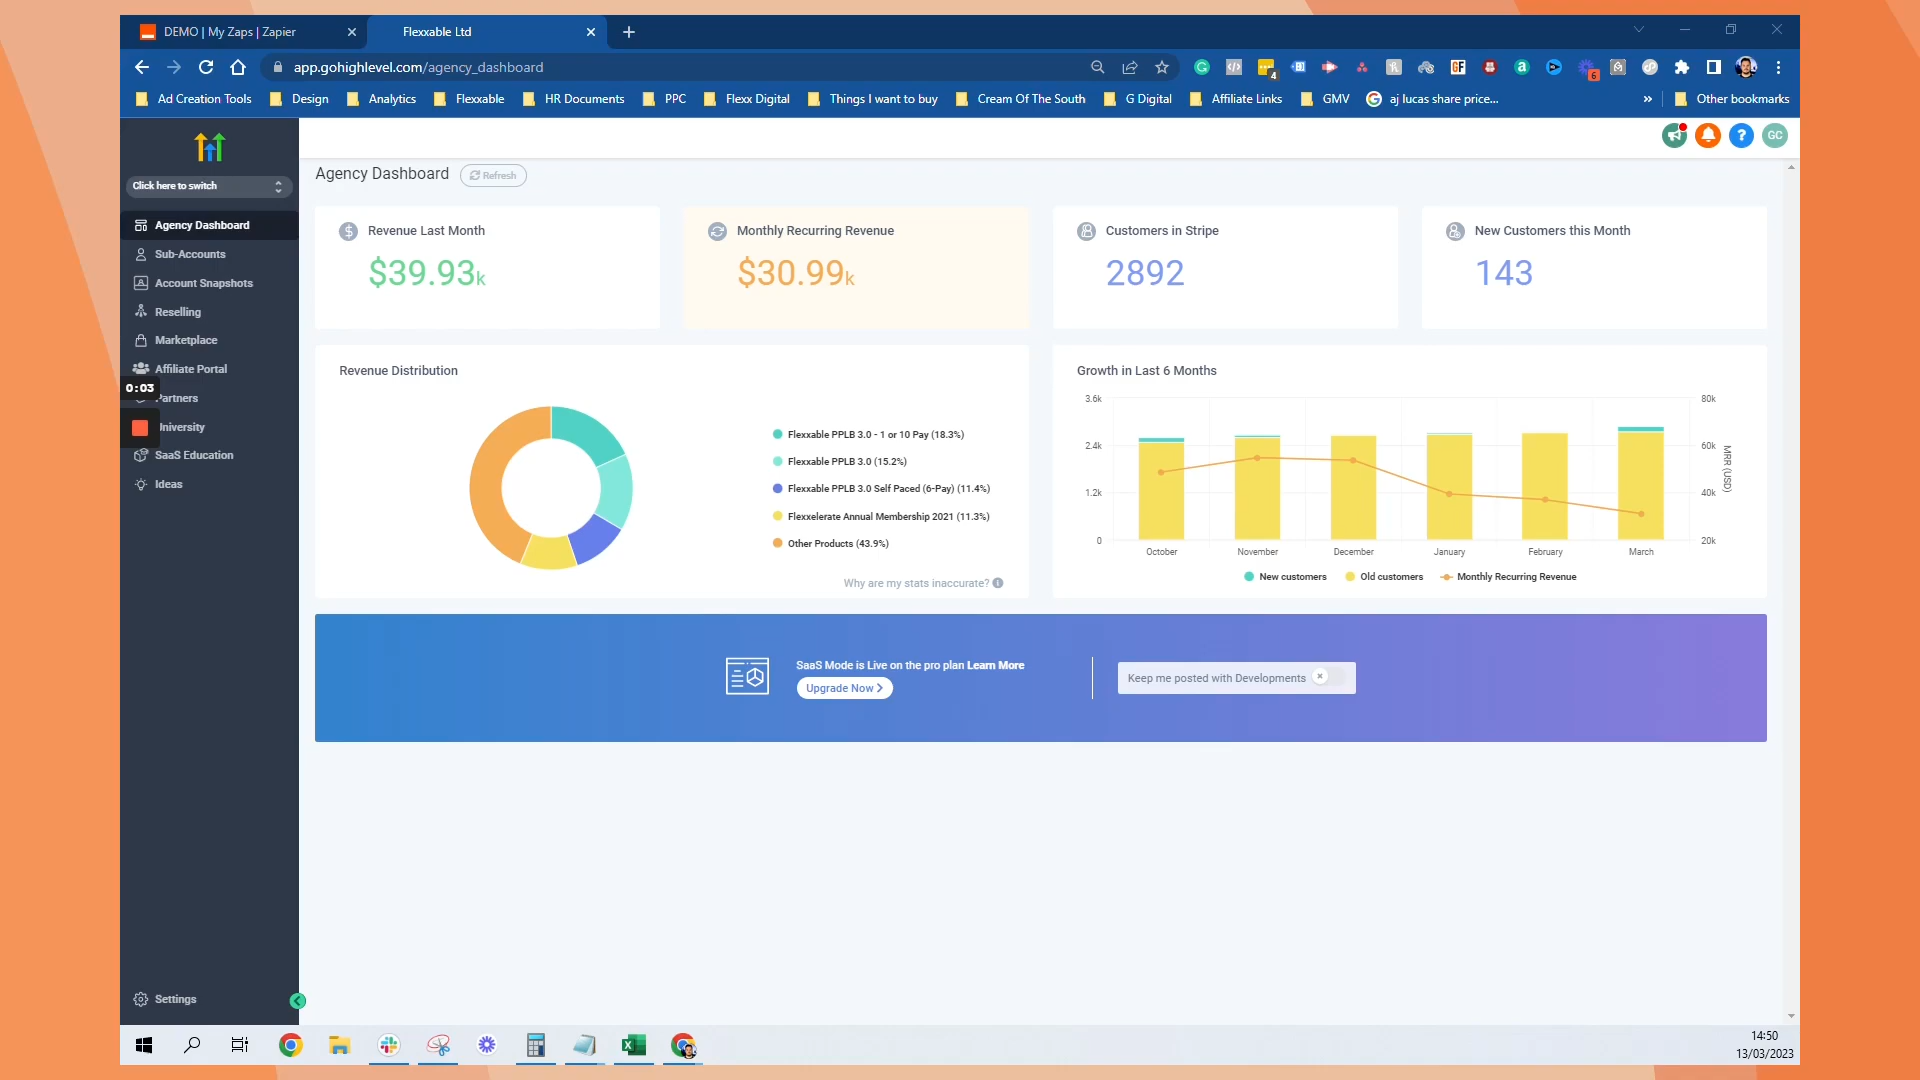 DEMO | My Zaps | Zapier
Flexxable Ltd
app.gohighlevel.com/agency_dashboard
4
6
Ad Creation Tools
Design
Analytics
Flexxable
HR Documents
PPC
Flexx Digital
Things I want to buy
Cream Of The South
G Digital
Affiliate Links
GMV
aj lucas share price...
»
Other bookmarks
Click here to switch
GC
Agency Dashboard
Sub-Accounts
Account Snapshots
Reselling
Marketplace
Affiliate Portal
0:03
Partners
University
SaaS Education
Ideas
Settings
Agency Dashboard
Refresh
Revenue Last Month
$39.93k
Monthly Recurring Revenue
$30.99k
Customers in Stripe
2892
New Customers this Month
143
Revenue Distribution
Flexxable PPLB 3.0 - 1 or 10 Pay (18.3%)
Flexxable PPLB 3.0 (15.2%)
Flexxable PPLB 3.0 Self Paced (6-Pay) (11.4%)
Flexxelerate Annual Membership 2021 (11.3%)
Other Products (43.9%)
Why are my stats inaccurate?
Growth in Last 6 Months
3.6k
2.4k
1.2k
0
80k
60k
40k
20k
MRR (USD)
October
November
December
January
February
March
New customers
Old customers
Monthly Recurring Revenue
SaaS Mode is Live on the pro plan Learn More
Upgrade Now >
Keep me posted with Developments
14:50
13/03/2023